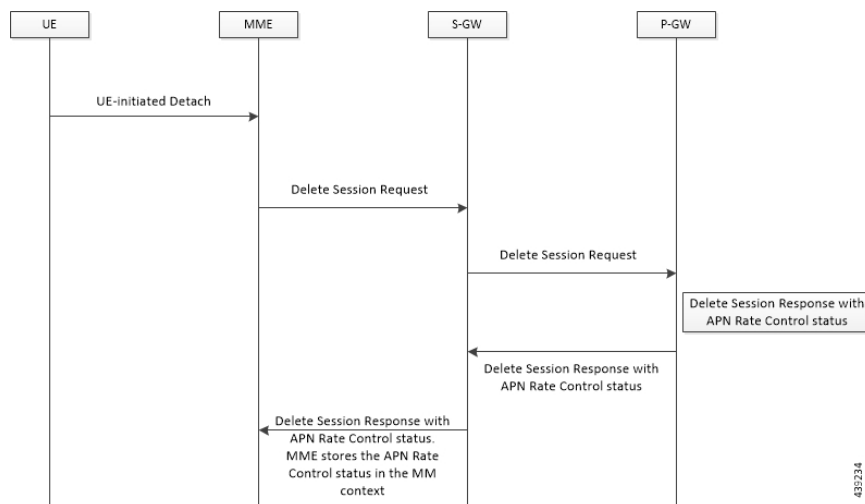 UE
MME
S-GW
P-GW
UE-initiated Detach
Delete Session Request
Delete Session Request
Delete Session Response with
APN Rate Control status
Delete Session Response with
APN Rate Control status
Delete Session Response with
APN Rate Control status.
MME stores the APN Rate
Control status in the MM
context
439234